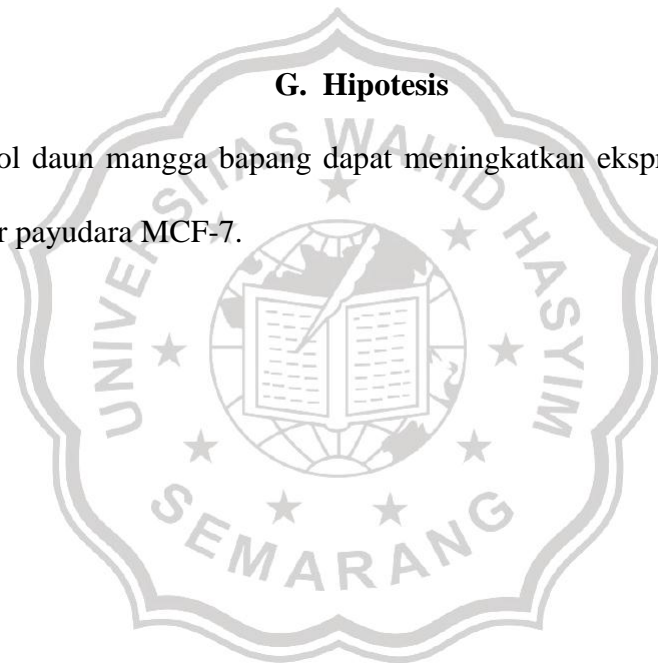 G. Hipotesis
ol daun mangga bapang dapat meningkatkan ekspr
r payudara MCF-7.
UNIVERSITAS WAHID HASYIM
SEMARANG